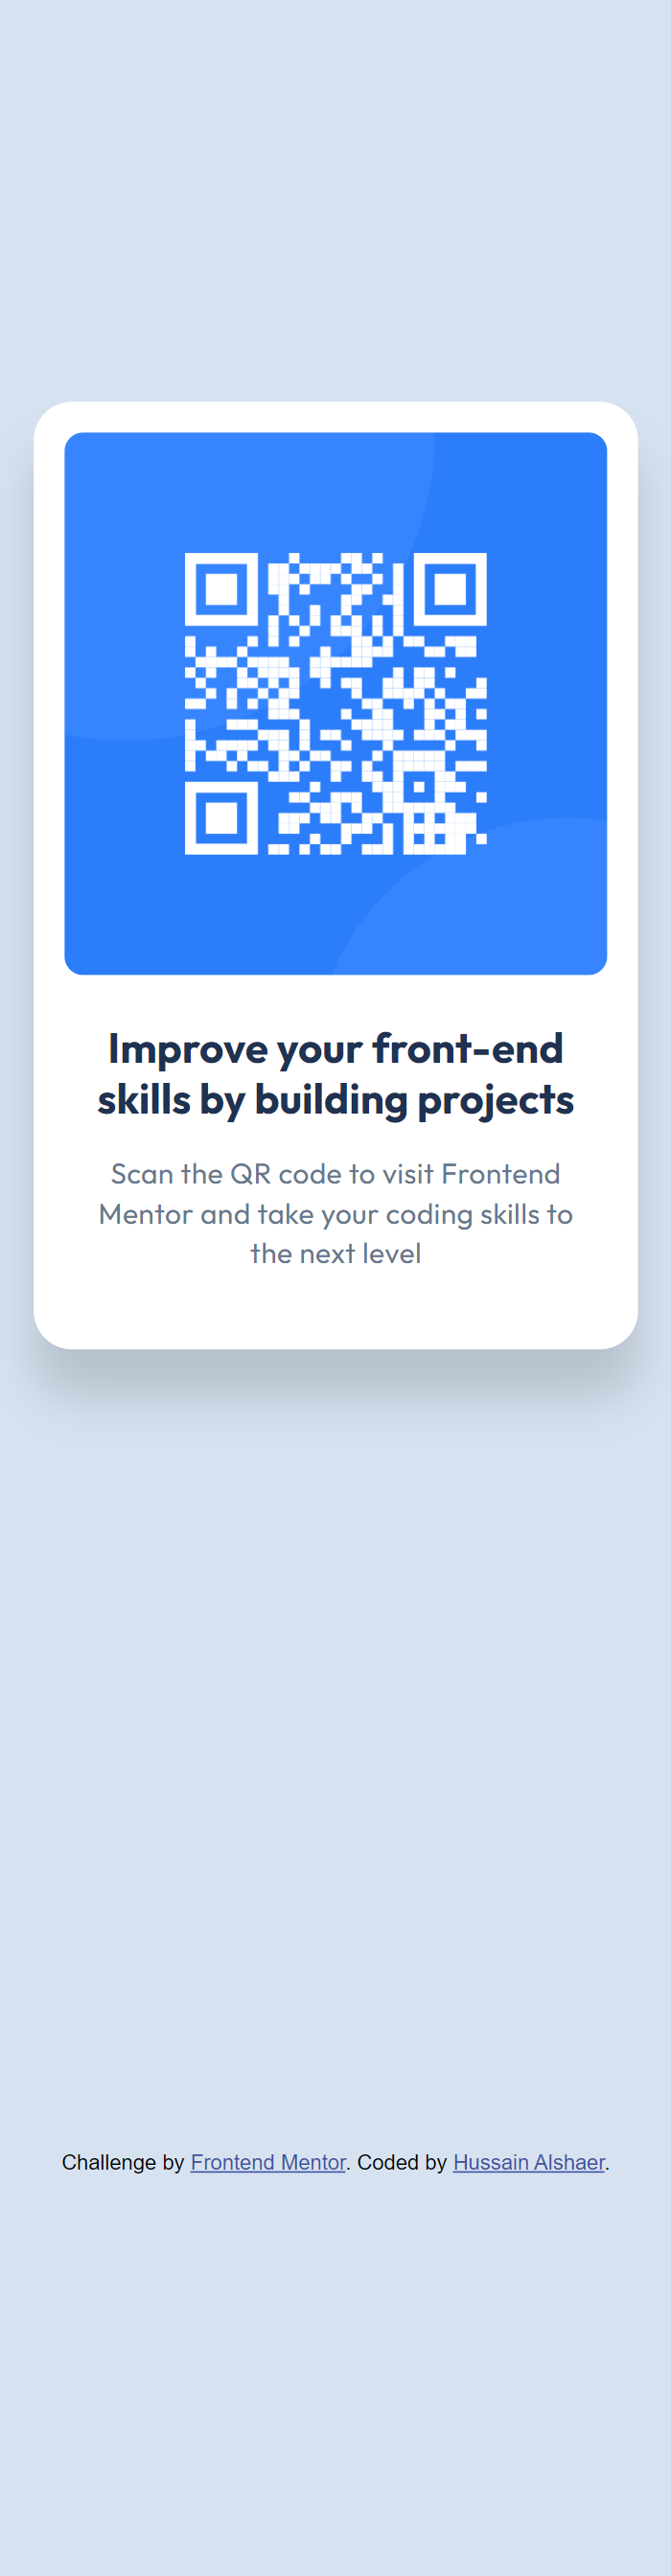 Improve your front-end
skills by building projects
Scan the QR code to visit Frontend
Mentor and take your coding skills to
the next level
Challenge by Frontend Mentor. Coded by Hussain Alshaer.